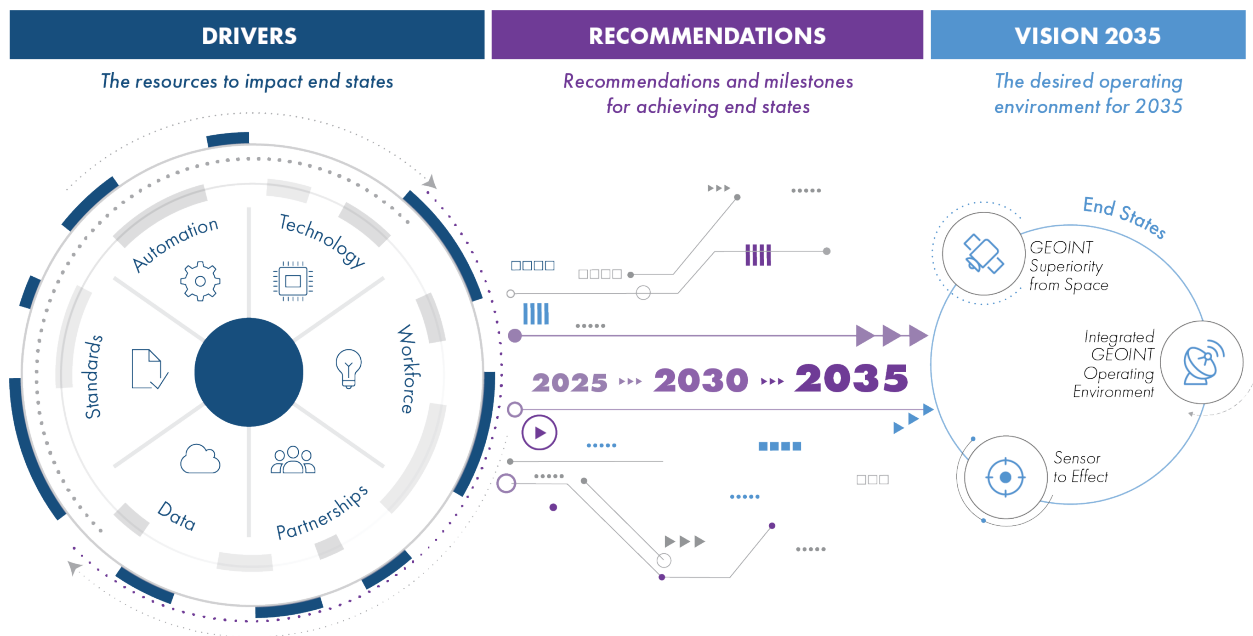 DRIVERS
The resources to impact end states
Automation
Technology
Standards
Workforce
Data
Partnerships
RECOMMENDATIONS
Recommendations and milestones
for achieving end states
2025
2030
2035
VISION 2035
The desired operating
environment for 2035
End States
GEOINT
Superiority
from Space
Integrated
GEOINT
Operating
Environment
Sensor
to Effect